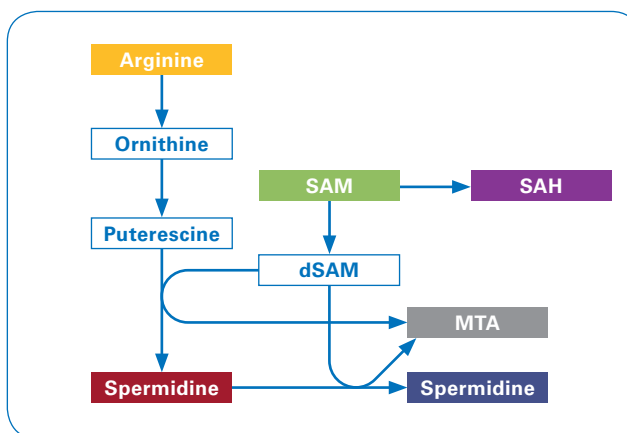 Arginine
Ornithine
SAM
SAH
Puterescine
dSAM
MTA
Spermidine
Spermidine